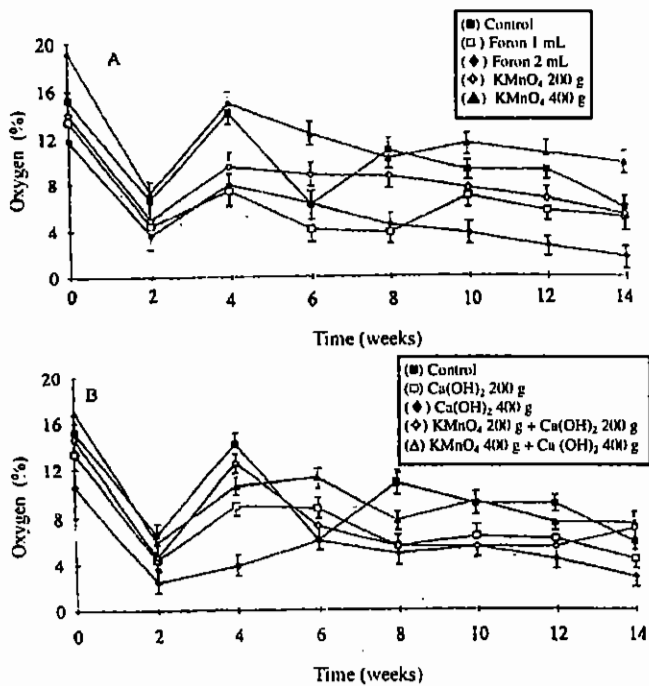 A
(■) Control
(□) Foron 1 mL
(♦) Foron 2 mL
(◇) KMnO₄ 200 g
(▲) KMnO₄ 400 g
Oxygen (%)
20
16
12
8
4
0
0 2 4 6 8 10 12 14
Time (weeks)
B
(■) Control
(□) Ca(OH)₂ 200 g
(♦) Ca(OH)₂ 400 g
(◇) KMnO₄ 200 g + Ca(OH)₂ 200 g
(△) KMnO₄ 400 g + Ca (OH)₂ 400 g
Oxygen (%)
20
16
12
8
4
0
0 2 4 6 8 10 12 14
Time (weeks)